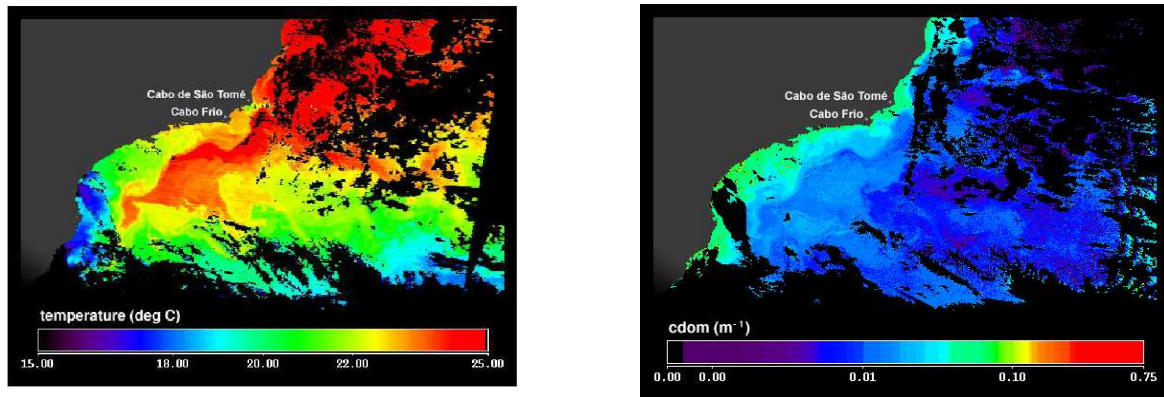 Cabo de São Tomé
Cabo Frio
temperature (deg C)
15.00 18.00 20.00 22.00 25.00
Cabo de São Tomé
Cabo Frio
cdom (m⁻¹)
0.00 0.00 0.01 0.10 0.75